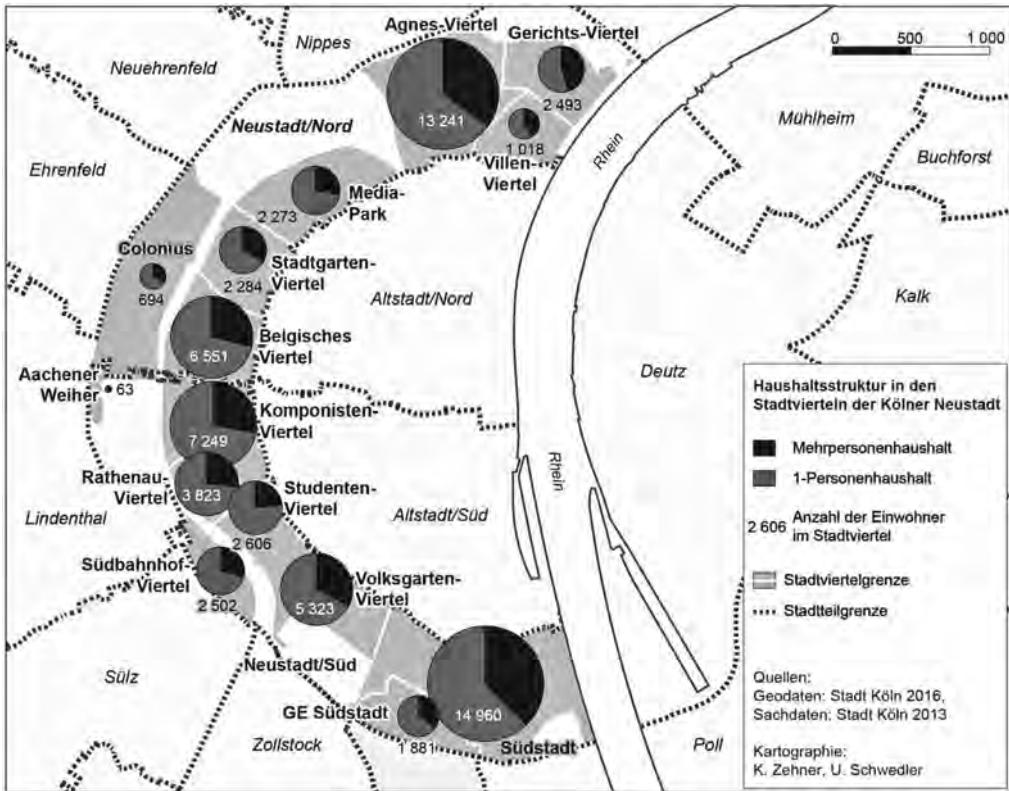 Agnes-Viertel
Gerichts-Viertel
0 500 1 000
Nippes
Neuehrenfeld
13 241
2 493
Neustadt/Nord
1 018
Villen-
Viertel
Rhein
Mühlheim
Buchforst
Ehrenfeld
2 273
Media-
Park
Colonius
694
Stadtgarten-
Viertel
2 284
Altstadt/Nord
Kalk
Belgisches
Viertel
6 551
Deutz
Aachener
Weiher
63
Komponisten-
Viertel
7 249
Rathenau-
Viertel
3 823
Studenten-
Viertel
2 606
Lindenthal
Altstadt/Süd
Rhein
Südbahnhof-
Viertel
2 502
Volksgarten-
Viertel
5 323
Neustadt/Süd
Sülz
GE Südstadt
1 881
14 960
Südstadt
Zollstock
Poll
Haushaltsstruktur in den
Stadtvierteln der Kölner Neustadt
Mehrpersonenhaushalt
1-Personenhaushalt
2 606 Anzahl der Einwohner
im Stadtviertel
Stadtviertelgrenze
Stadtteilgrenze
Quellen:
Geodaten: Stadt Köln 2016,
Sachdaten: Stadt Köln 2013
Kartographie:
K. Zehner, U. Schwedler